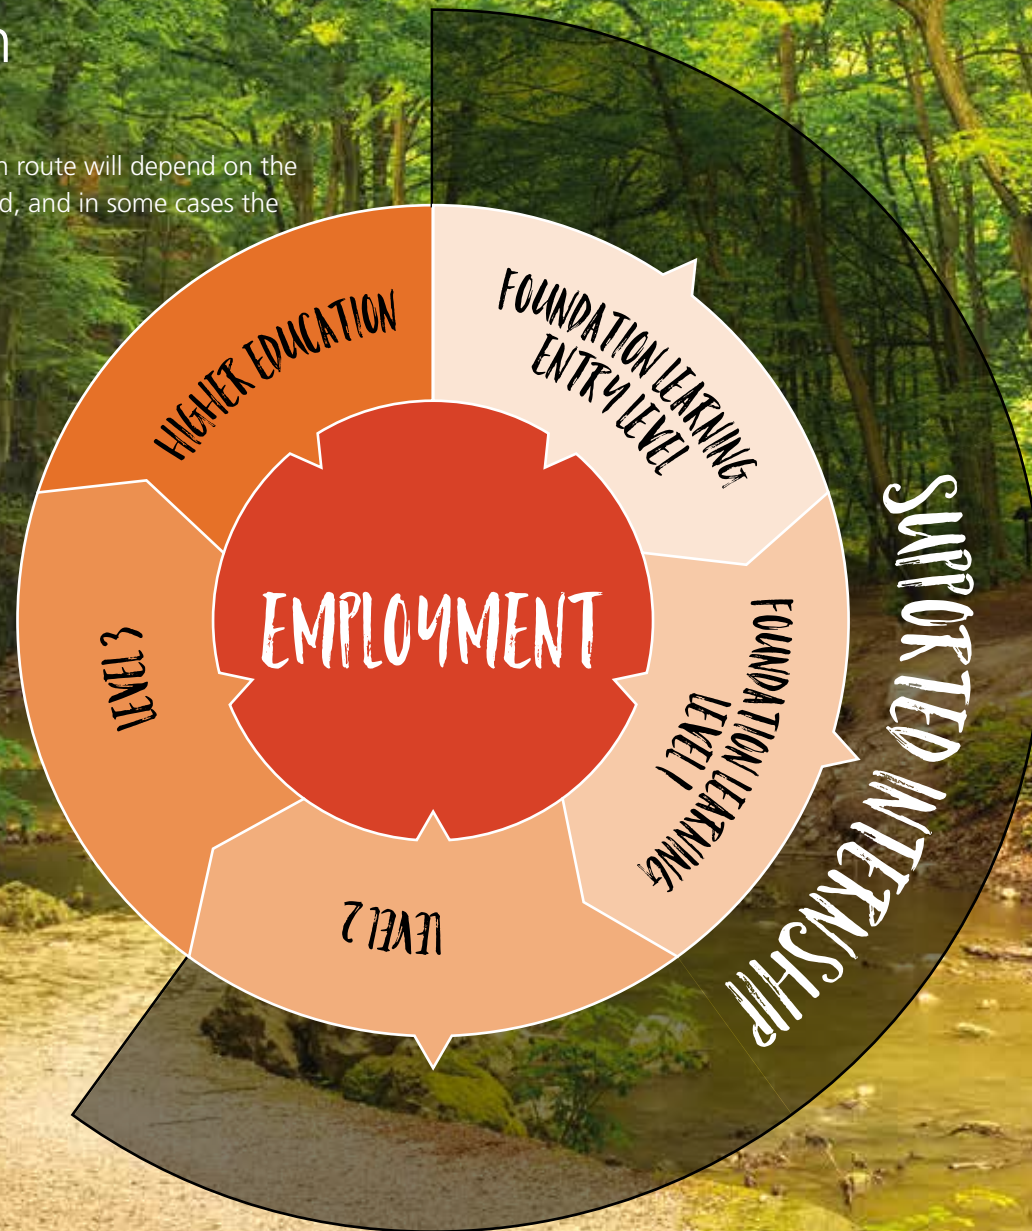 n route will depend on the
d, and in some cases the
HIGHER EDUCATION
FOUNDATION LEARNING
ENTRY LEVEL
FOUNDATION LEARNING
LEVEL 1
LEVEL 2
LEVEL 3
EMPLOYMENT
SUPPORTED INTERNSHIP